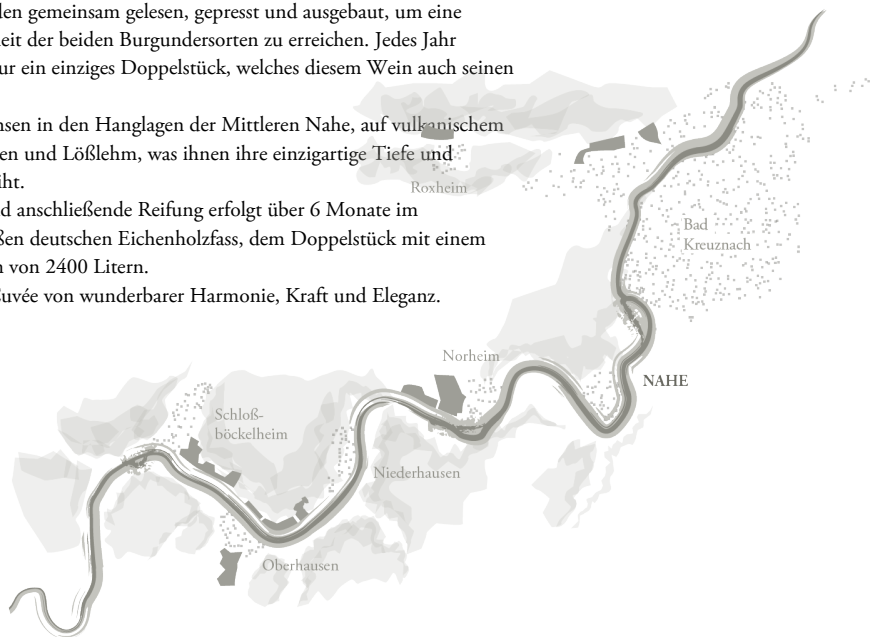 den gemeinsam gelesen, gepresst und ausgebaut, um eine
eit der beiden Burgundersorten zu erreichen. Jedes Jahr
ur ein einziges Doppelstück, welches diesem Wein auch seinen
nsen in den Hanglagen der Mittleren Nahe, auf vulkanischem
en und Lößlehm, was ihnen ihre einzigartige Tiefe und
iht.
d anschließende Reifung erfolgt über 6 Monate im
ßen deutschen Eichenholzfass, dem Doppelstück mit einem
n von 2400 Litern.
Cuvée von wunderbarer Harmonie, Kraft und Eleganz.
Roxheim
Bad
Kreuznach
Norheim
NAHE
Schloß-
böckelheim
Niederhausen
Oberhausen